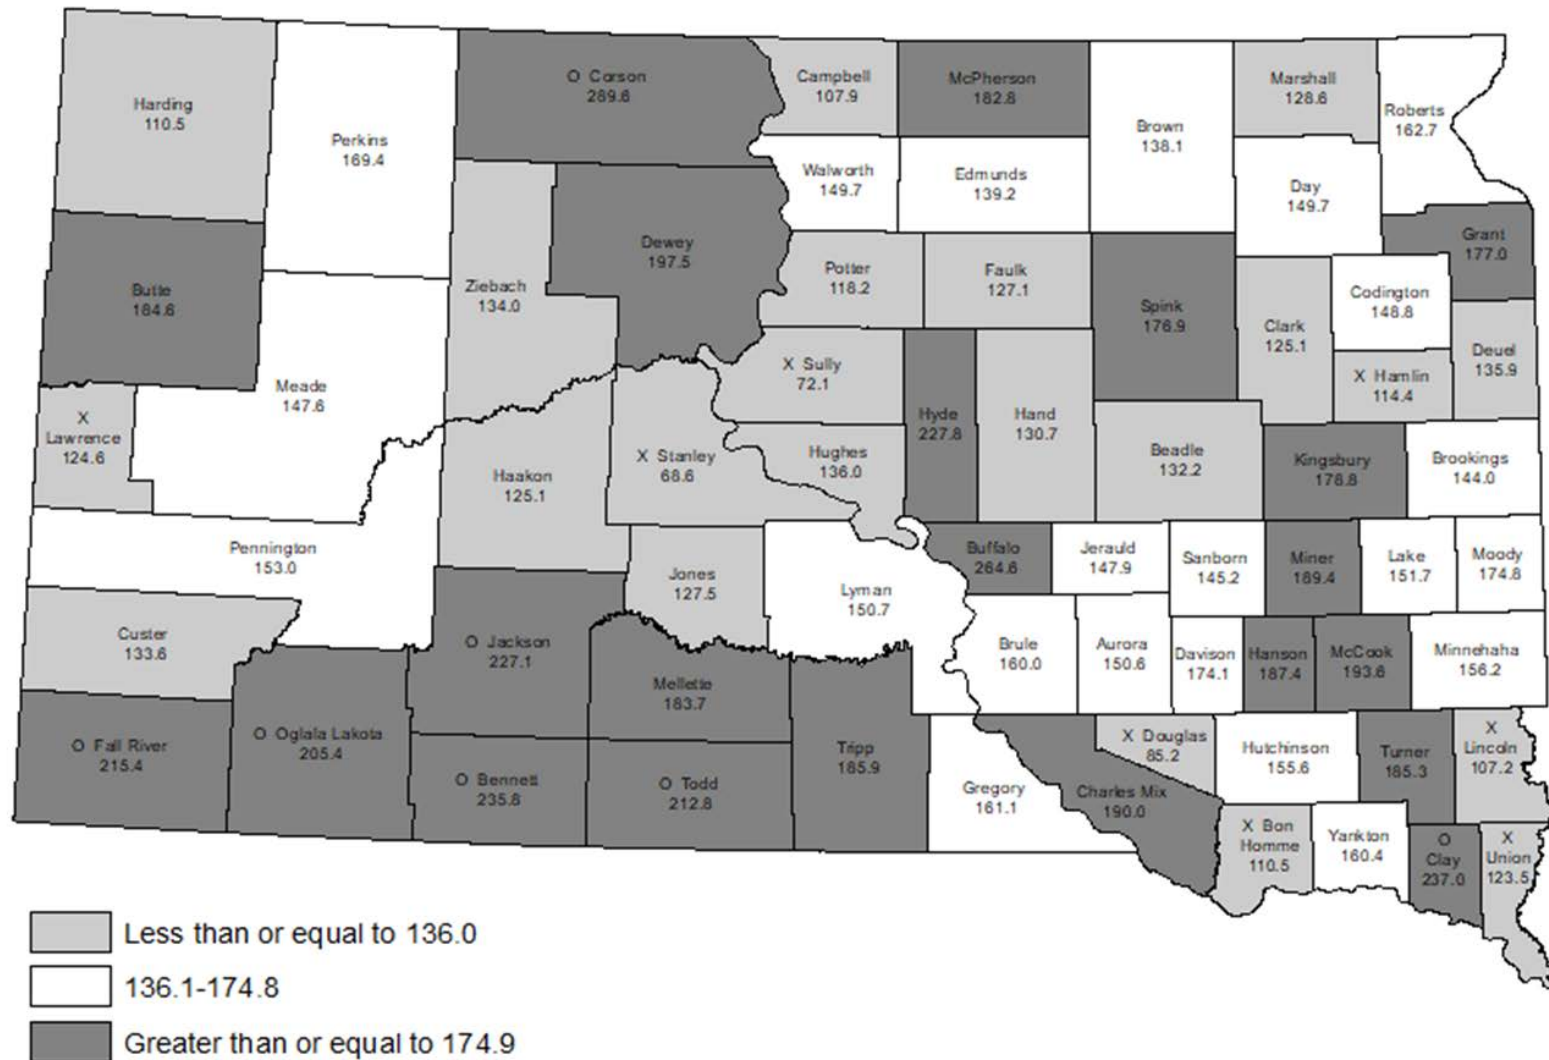 Harding
110.5
Perkins
169.4
O Corson
289.6
Campbell
107.9
McPherson
182.8
Brown
138.1
Marshall
128.6
Roberts
162.7
Walworth
149.7
Edmunds
139.2
Day
149.7
Grant
177.0
Butte
184.6
Meade
147.6
Ziebach
134.0
Dewey
197.5
Potter
118.2
Faulk
127.1
Spink
176.9
Clark
125.1
Codington
148.8
Deuel
135.9
X Hamlin
114.4
X
Lawrence
124.6
X Sully
72.1
Hyde
227.8
Hand
130.7
Beadle
132.2
Kingsbury
178.8
Brookings
144.0
Haakon
125.1
X Stanley
68.6
Hughes
136.0
Pennington
153.0
Jones
127.5
Lyman
150.7
Buffalo
264.6
Jerauld
147.9
Sanborn
145.2
Miner
189.4
Lake
151.7
Moody
174.8
Custer
133.6
O Jackson
227.1
Mellette
183.7
Brule
160.0
Aurora
150.6
Davison
174.1
Hanson
187.4
McCook
193.6
Minnehaha
156.2
O Fall River
215.4
O Oglala Lakota
205.4
O Bennett
235.8
O Todd
212.8
Tripp
185.9
Gregory
161.1
Charles Mix
190.0
X Douglas
85.2
Hutchinson
155.6
Turner
185.3
X
Lincoln
107.2
X Bon
Homme
110.5
Yankton
160.4
O
Clay
237.0
X
Union
123.5
Less than or equal to 136.0
136.1-174.8
Greater than or equal to 174.9